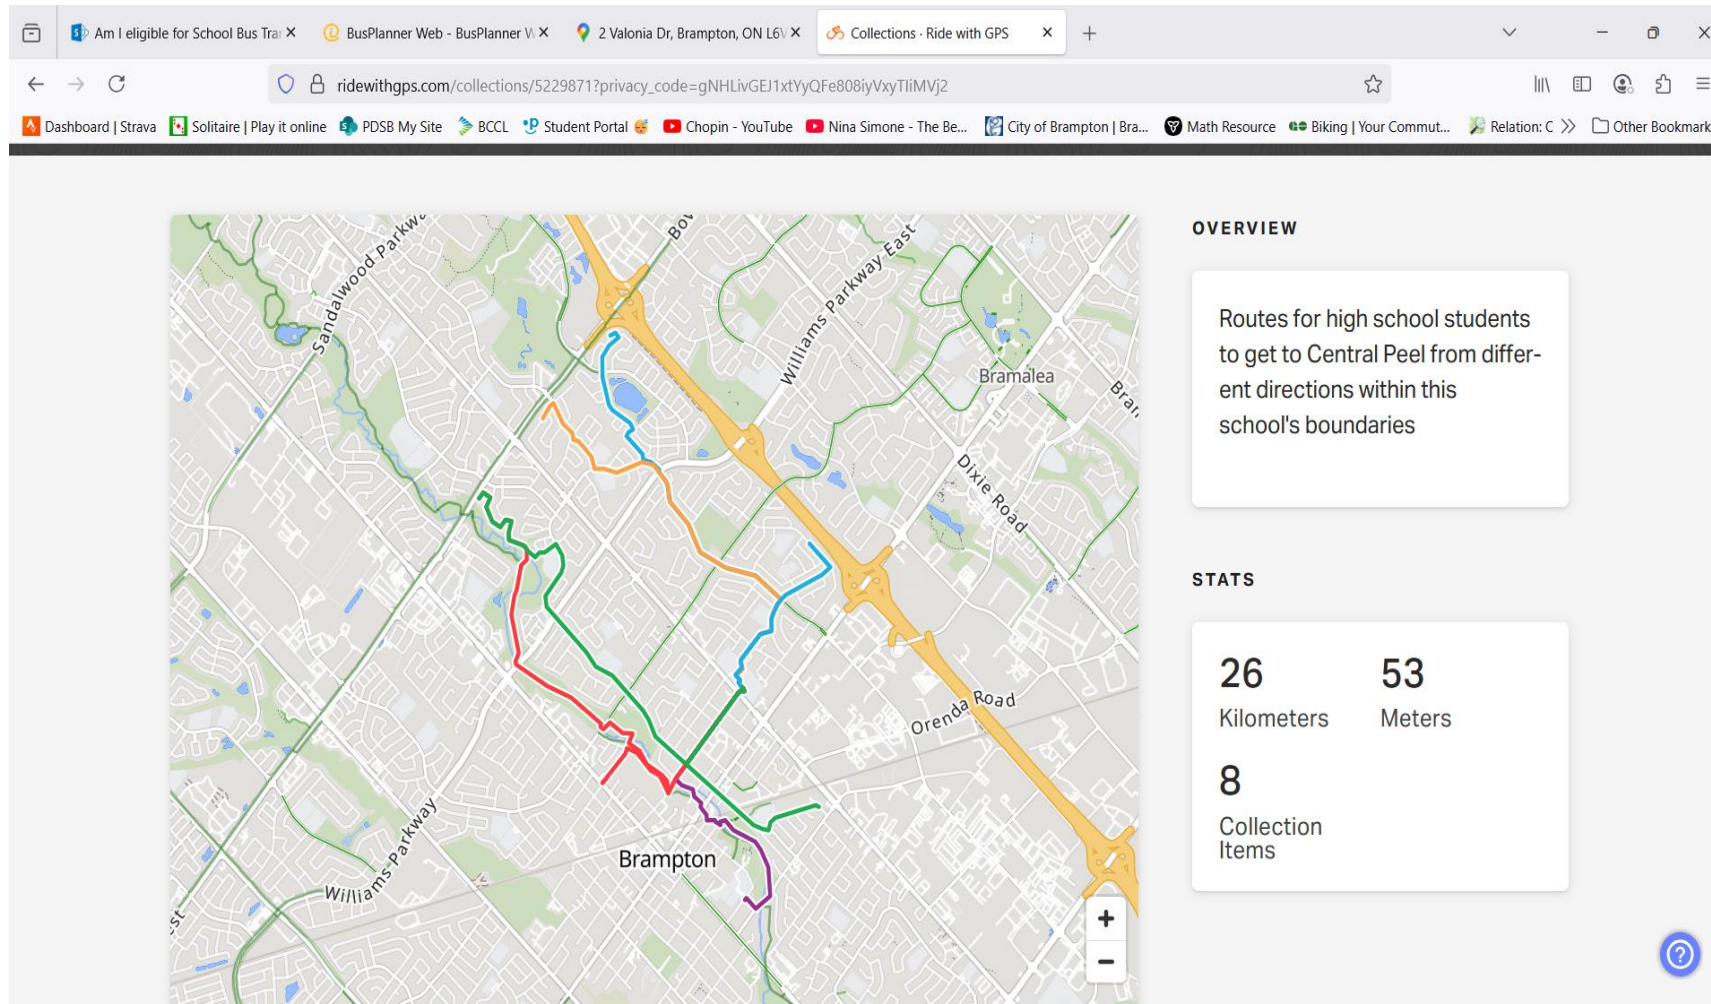 Am I eligible for School Bus Tra
BusPlanner Web - BusPlanner W
2 Valonia Dr, Brampton, ON L6V
Collections · Ride with GPS
ridewithgps.com/collections/5229871?privacy_code=gNHLivGEJ1xtYyQFe808iyVxyTIiMVj2
Dashboard | Strava
Solitaire | Play it online
PDSB My Site
BCCL
Student Portal 😴
Chopin - YouTube
Nina Simone - The Be...
City of Brampton | Bra...
Math Resource
Biking | Your Commut...
Relation: C
Other Bookmark
Sandalwood Parkwa
Bov
Williams Parkway East
Bramalea
Bram
Dixie Road
Orenda Road
Brampton
Williams Parkway
est
+
−
OVERVIEW
Routes for high school students
to get to Central Peel from differ-
ent directions within this
school's boundaries
STATS
26
Kilometers
53
Meters
8
Collection
Items
?